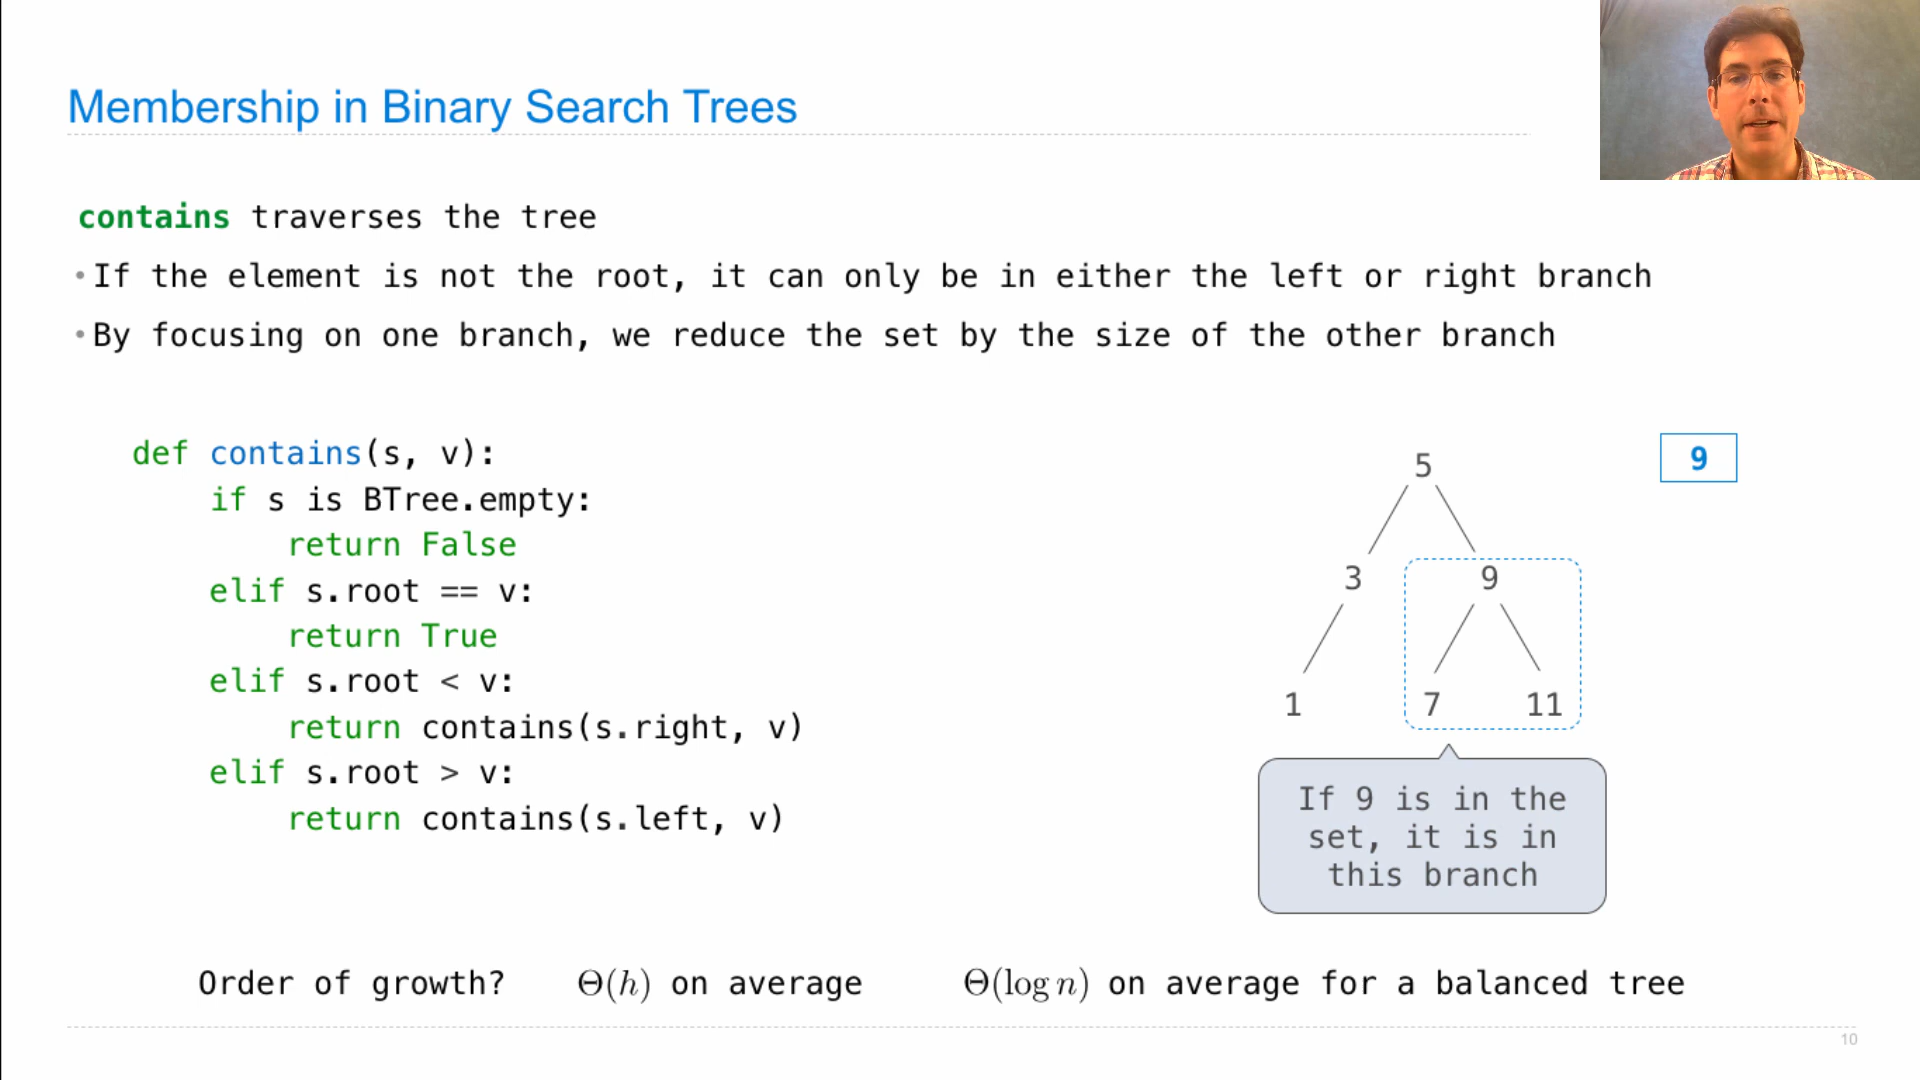 Membership in Binary Search Trees
contains traverses the tree
•If the element is not the root, it can only be in either the left or right branch
•By focusing on one branch, we reduce the set by the size of the other branch
def contains(s, v):
    if s is BTree.empty:
        return False
    elif s.root == v:
        return True
    elif s.root < v:
        return contains(s.right, v)
    elif s.root > v:
        return contains(s.left, v)
5
9
3 9
1 7 11
If 9 is in the
set, it is in
this branch
Order of growth? Θ(h) on average Θ(log n) on average for a balanced tree
10